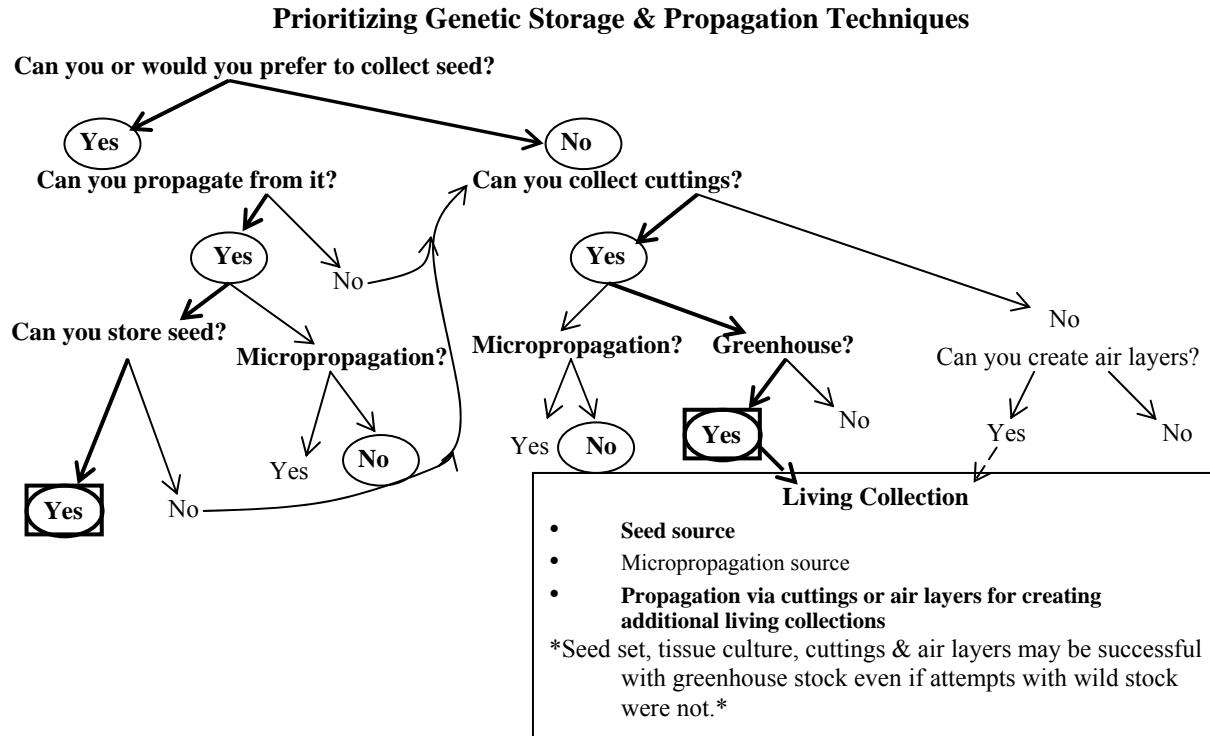 Prioritizing Genetic Storage & Propagation Techniques
Can you or would you prefer to collect seed?
Yes
No
Can you propagate from it?
Can you collect cuttings?
Yes
No
Yes
No
Can you store seed?
Micropropagation?
Micropropagation?
Greenhouse?
Can you create air layers?
Yes
No
Yes
No
Yes
No
Yes
No
Yes
No
Living Collection
• Seed source
• Micropropagation source
• Propagation via cuttings or air layers for creating
additional living collections
*Seed set, tissue culture, cuttings & air layers may be successful
with greenhouse stock even if attempts with wild stock
were not.*